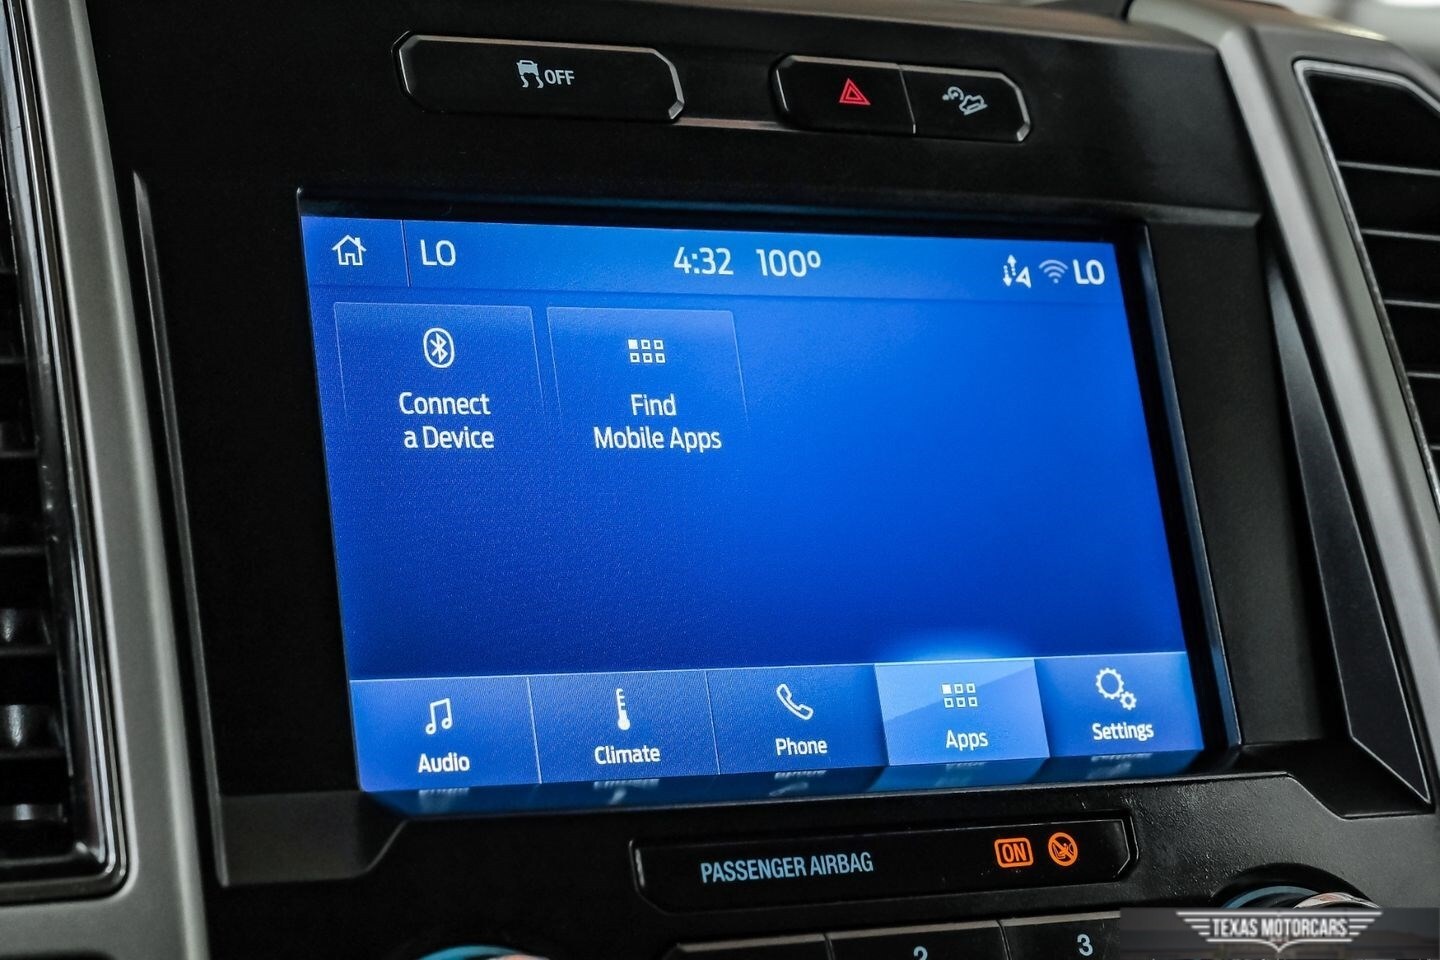 OFF
LO
4:32 100°
LO
Connect
a Device
Find
Mobile Apps
Audio
Climate
Phone
Apps
Settings
PASSENGER AIRBAG
ON
2
3
TEXAS MOTORCARS